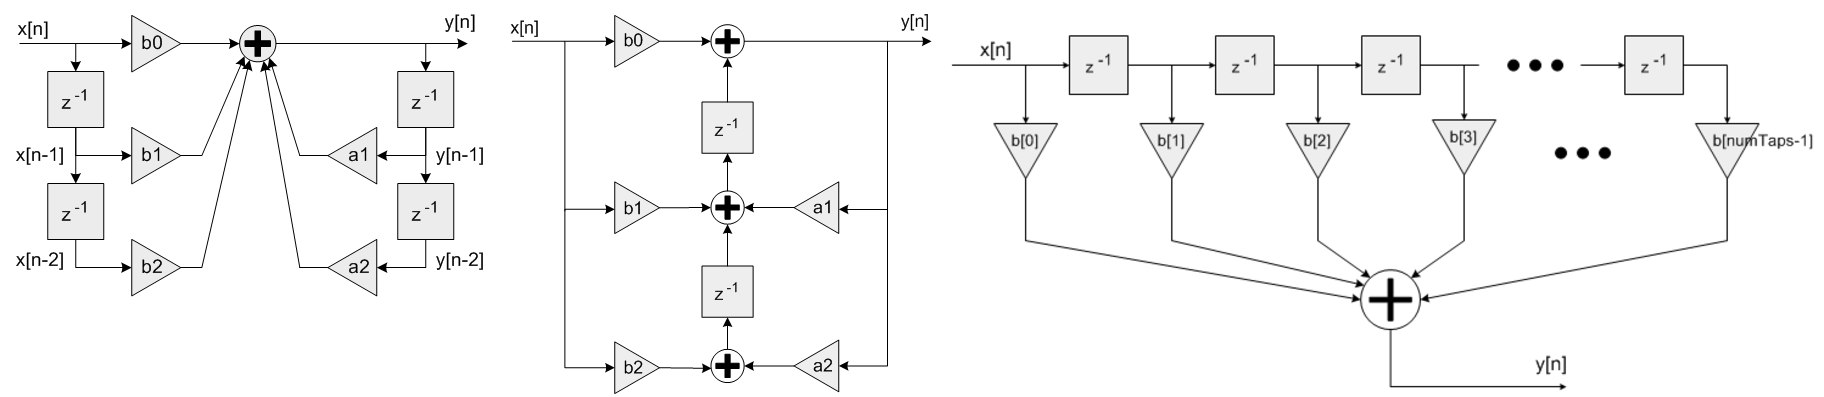 x[n]
b0
y[n]
z⁻¹
z⁻¹
x[n-1]
b1
a1
y[n-1]
z⁻¹
z⁻¹
x[n-2]
b2
a2
y[n-2]
x[n]
b0
y[n]
z⁻¹
b1
a1
z⁻¹
b2
a2
x[n]
z⁻¹
z⁻¹
z⁻¹
z⁻¹
b[0]
b[1]
b[2]
b[3]
b[numTaps-1]
y[n]